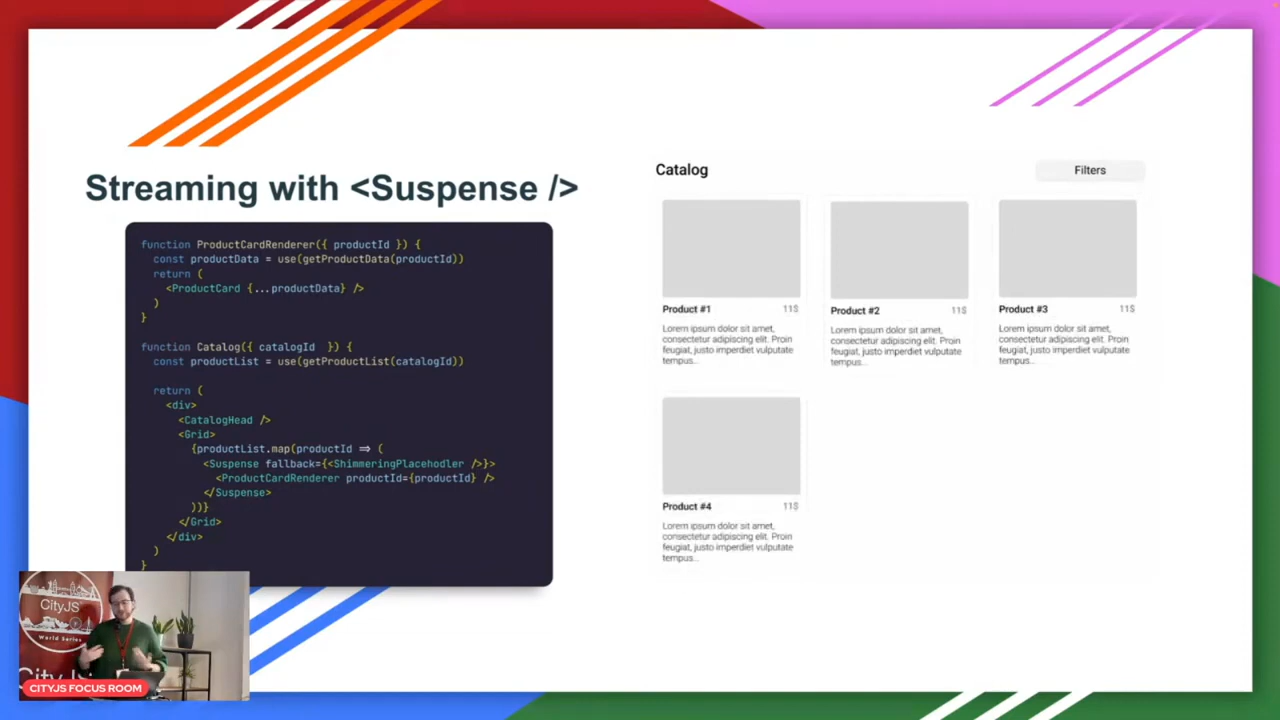 Streaming with <Suspense />
function ProductCardRenderer({ productId }) {
  const productData = use(getProductData(productId))
  return (
    <ProductCard {...productData} />
  )
}

function Catalog({ catalogId  }) {
  const productList = use(getProductList(catalogId))

  return (
    <div>
      <CatalogHead />
      <Grid>
        {productList.map(productId => (
          <Suspense fallback={<ShimmeringPlacehodler />}>
            <ProductCardRenderer productId={productId} />
          </Suspense>
        ))}
      </Grid>
    </div>
  )
}
Catalog
Filters
Product #1 11$
Lorem ipsum dolor sit amet,
consectetur adipiscing elit. Proin
feugiat, justo imperdiet vulputate
tempus...
Product #2 11$
Lorem ipsum dolor sit amet,
consectetur adipiscing elit. Proin
feugiat, justo imperdiet vulputate
tempus...
Product #3 11$
Lorem ipsum dolor sit amet,
consectetur adipiscing elit. Proin
feugiat, justo imperdiet vulputate
tempus...
Product #4 11$
Lorem ipsum dolor sit amet,
consectetur adipiscing elit. Proin
feugiat, justo imperdiet vulputate
tempus...
CityJS
World Series
CityJS
CITYJS FOCUS ROOM